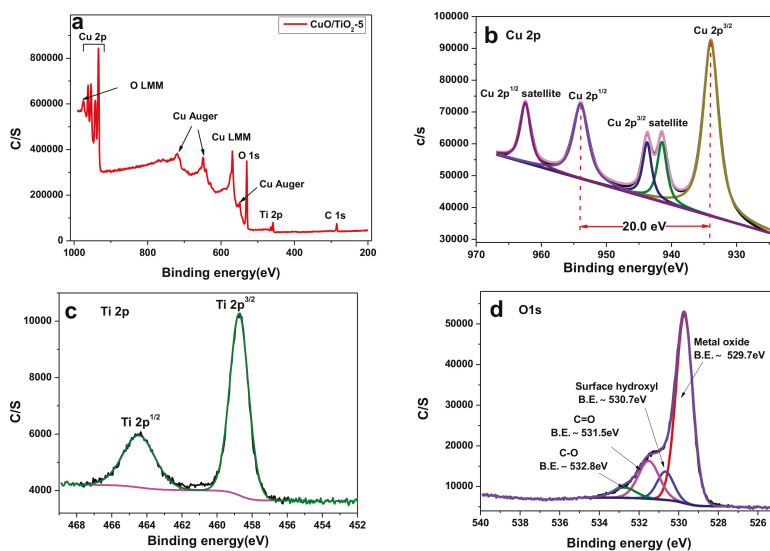 a
CuO/TiO2-5
Cu 2p
O LMM
Cu Auger
Cu LMM
O 1s
Cu Auger
Ti 2p
C 1s
800000
600000
400000
200000
0
1000 800 600 400 200
C/S
Binding energy(eV)
b
Cu 2p
Cu 2p3/2
Cu 2p1/2 satellite
Cu 2p1/2
Cu 2p3/2 satellite
20.0 eV
90000
80000
70000
60000
50000
40000
30000
970 960 950 940 930
C/s
Binding energy(eV)
c
Ti 2p
Ti 2p3/2
Ti 2p1/2
10000
8000
6000
4000
468 466 464 462 460 458 456 454 452
C/S
Binding energy(eV)
d
O1s
Metal oxide
B.E.~ 529.7eV
Surface hydroxyl
B.E.~ 530.7eV
C=O
B.E.~ 531.5eV
C-O
B.E.~ 532.8eV
50000
40000
30000
20000
10000
540 538 536 534 532 530 528 526
C/S
Binding energy (eV)